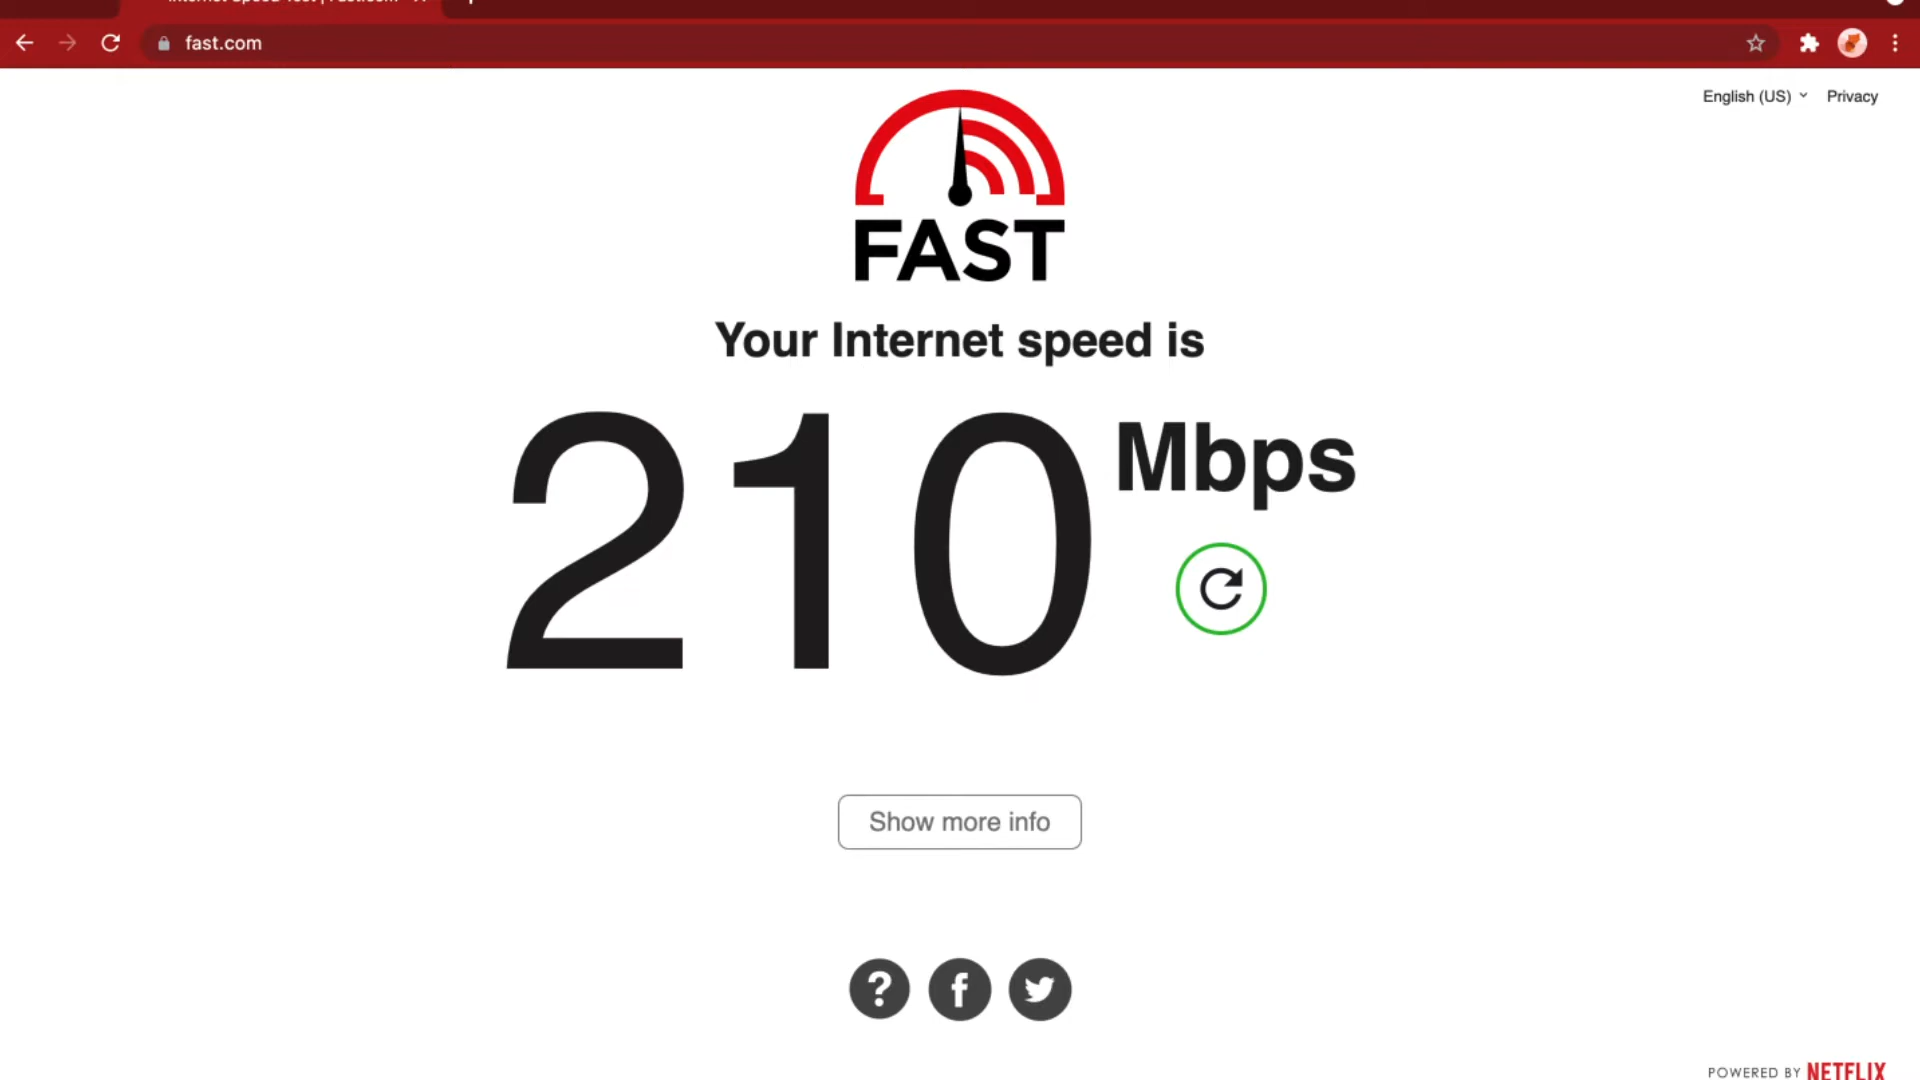 fast.com
English (US) Privacy
FAST
Your Internet speed is
210 Mbps
Show more info
POWERED BY NETFLIX